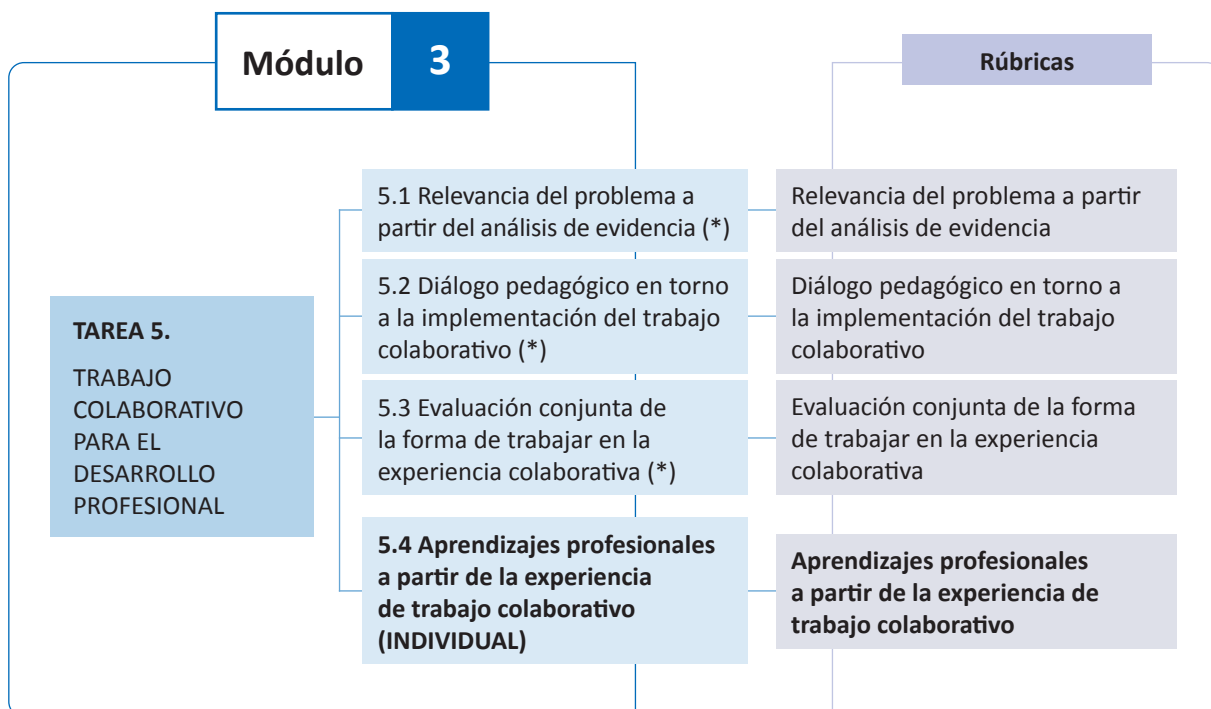 Módulo 3
Rúbricas
TAREA 5.
TRABAJO
COLABORATIVO
PARA EL
DESARROLLO
PROFESIONAL
5.1 Relevancia del problema a
partir del análisis de evidencia (*)
Relevancia del problema a partir
del análisis de evidencia
5.2 Diálogo pedagógico en torno
a la implementación del trabajo
colaborativo (*)
Diálogo pedagógico en torno a
la implementación del trabajo
colaborativo
5.3 Evaluación conjunta de
la forma de trabajar en la
experiencia colaborativa (*)
Evaluación conjunta de la forma
de trabajar en la experiencia
colaborativa
5.4 Aprendizajes profesionales
a partir de la experiencia
de trabajo colaborativo
(INDIVIDUAL)
Aprendizajes profesionales
a partir de la experiencia de
trabajo colaborativo